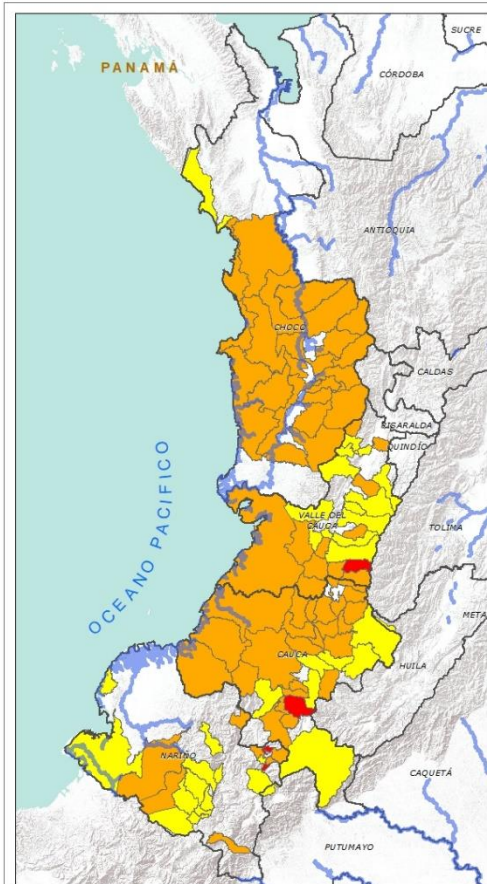 SUCRE
PANAMÁ
CÓRDOBA
ANTIOQUIA
CHOCÓ
CALDAS
RISARALDA
QUINDÍO
VALLE DEL
CAUCA
TOLIMA
OCEANO PACIFICO
META
CAUCA
HUILA
NARIÑO
CAQUETÁ
PUTUMAYO